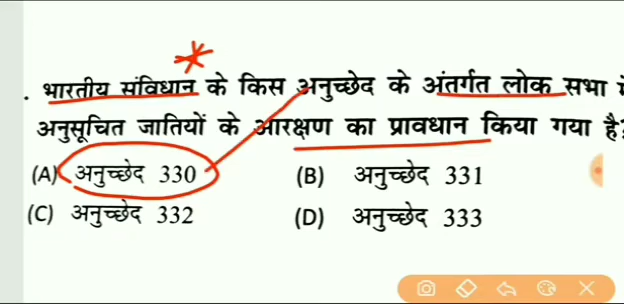 . भारतीय संविधान के किस अनुच्छेद के अंतर्गत लोक सभा में
अनुसूचित जातियों के आरक्षण का प्रावधान किया गया है?
(A) अनुच्छेद 330 (B) अनुच्छेद 331
(C) अनुच्छेद 332 (D) अनुच्छेद 333